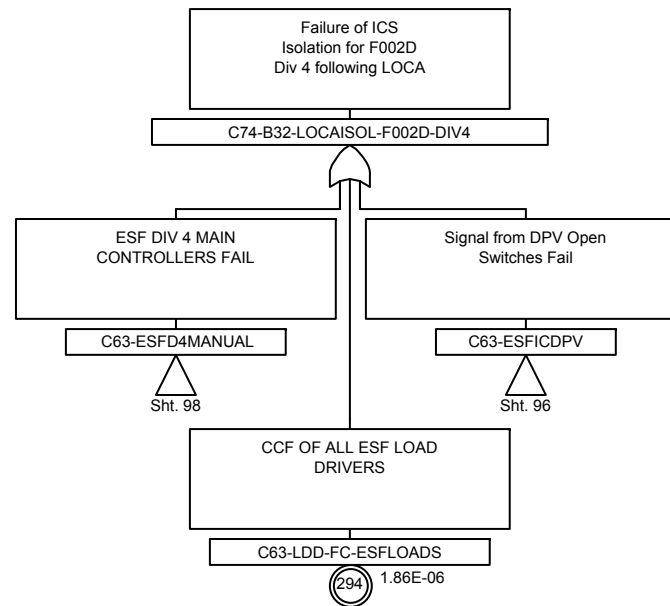 Failure of ICS
Isolation for F002D
Div 4 following LOCA
C74-B32-LOCAISOL-F002D-DIV4
ESF DIV 4 MAIN
CONTROLLERS FAIL
C63-ESFD4MANUAL
Sht. 98
Signal from DPV Open
Switches Fail
C63-ESFICDPV
Sht. 96
CCF OF ALL ESF LOAD
DRIVERS
C63-LDD-FC-ESFLOADS
294
1.86E-06